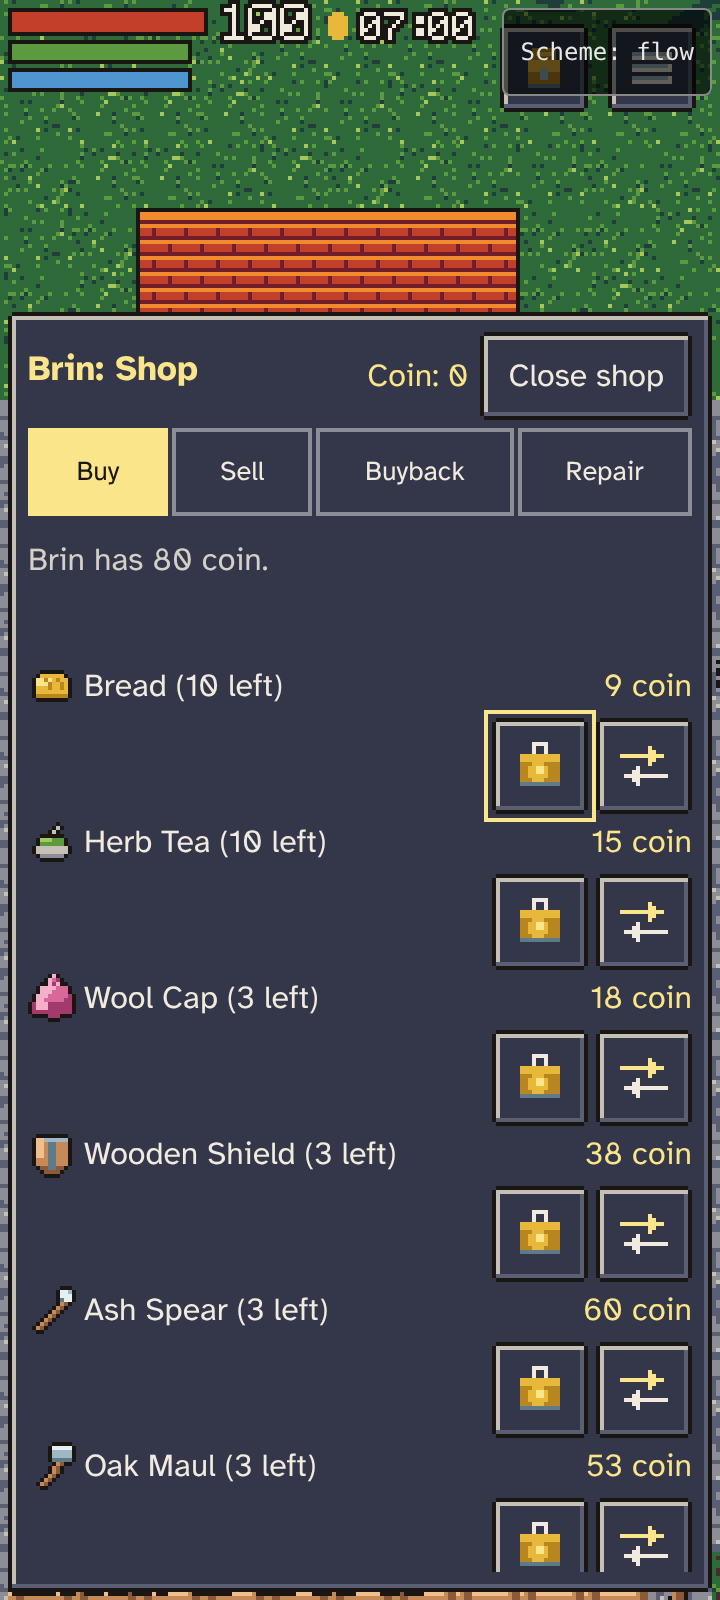 100 07:00
Scheme: flow
Brin: Shop
Coin: 0
Close shop
Buy
Sell
Buyback
Repair
Brin has 80 coin.
Bread (10 left)
9 coin
Herb Tea (10 left)
15 coin
Wool Cap (3 left)
18 coin
Wooden Shield (3 left)
38 coin
Ash Spear (3 left)
60 coin
Oak Maul (3 left)
53 coin